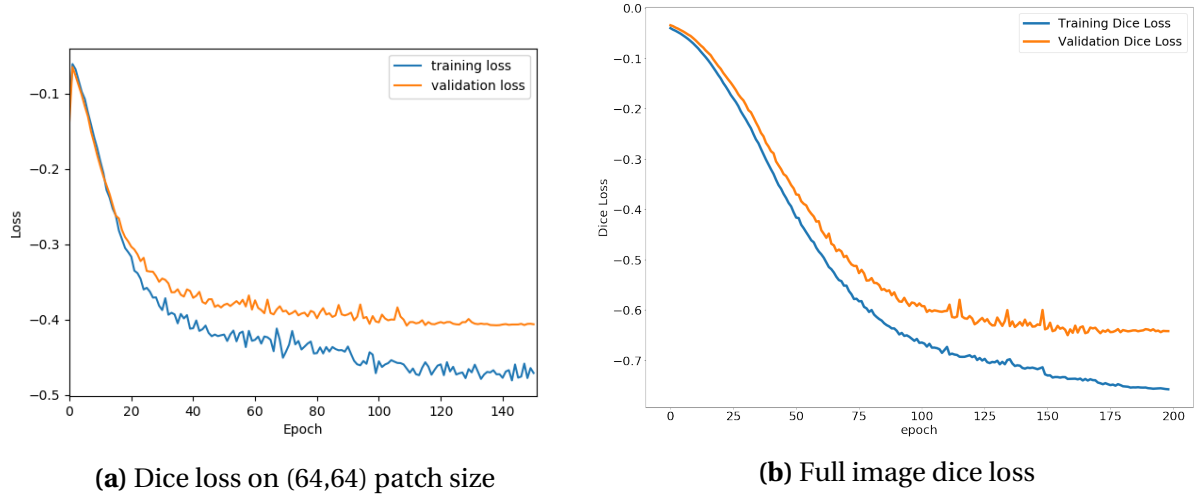 training loss
validation loss
−0.1
−0.2
−0.3
−0.4
−0.5
Loss
0 20 40 60 80 100 120 140
Epoch
(a) Dice loss on (64,64) patch size
Training Dice Loss
Validation Dice Loss
0.0
−0.1
−0.2
−0.3
−0.4
−0.5
−0.6
−0.7
Dice Loss
0 25 50 75 100 125 150 175 200
epoch
(b) Full image dice loss